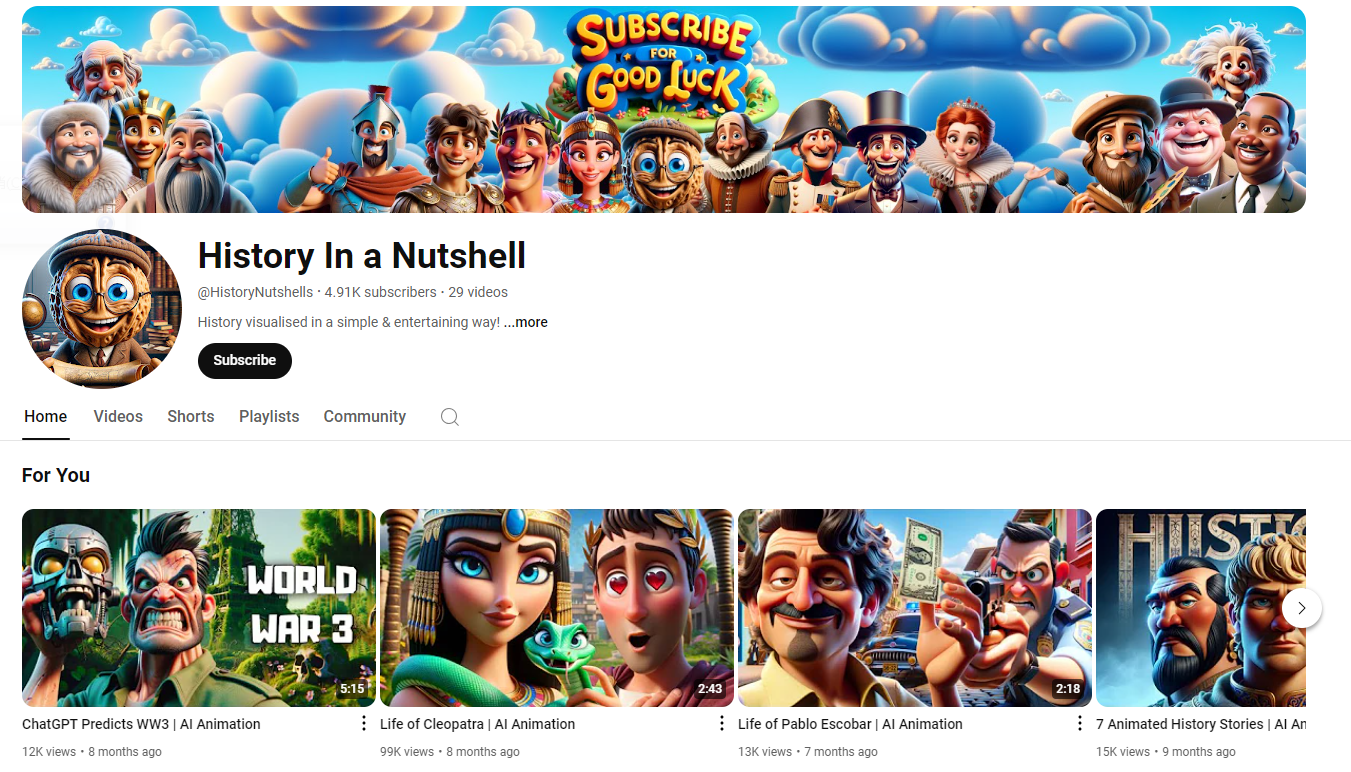 SUBSCRIBE
FOR
GOOD LUCK
History In a Nutshell
@HistoryNutshells • 4.91K subscribers • 29 videos
History visualised in a simple & entertaining way! ...more
Subscribe
Home Videos Shorts Playlists Community
For You
WORLD
WAR 3
HIISTIC
5:15 2:43 2:18
ChatGPT Predicts WW3 | AI Animation
12K views • 8 months ago
Life of Cleopatra | AI Animation
99K views • 8 months ago
Life of Pablo Escobar | AI Animation
13K views • 7 months ago
7 Animated History Stories | AI An
15K views • 9 months ago